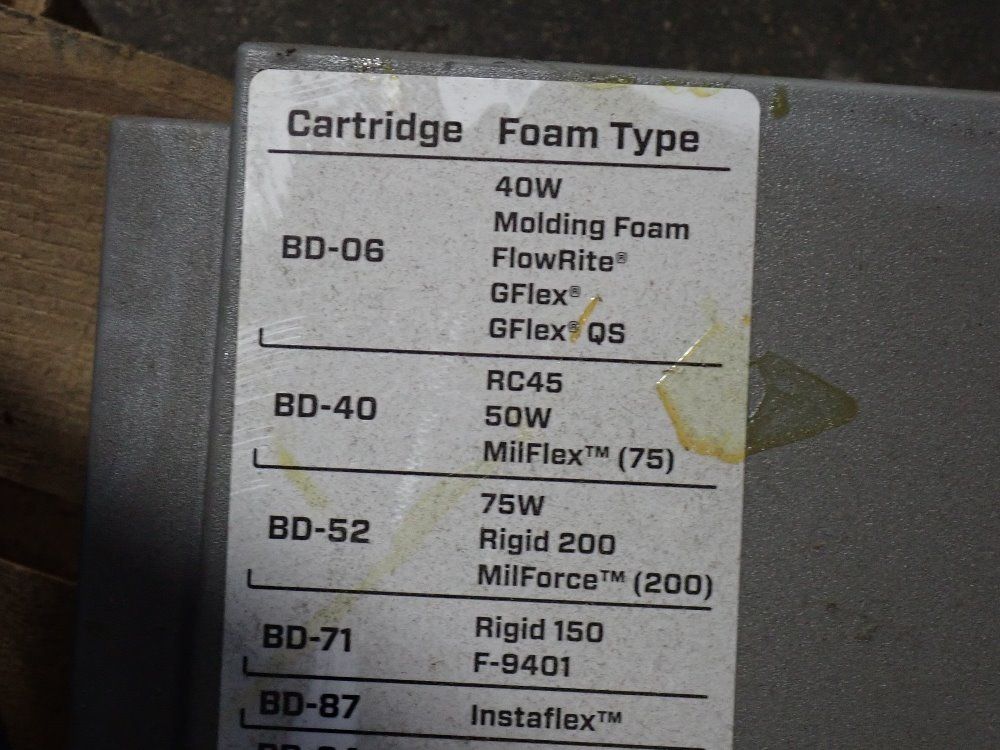 Cartridge Foam Type
40W
Molding Foam
BD-06 FlowRite®
GFlex®
GFlex® QS
RC45
BD-40 50W
MilFlex™ (75)
75W
BD-52 Rigid 200
MilForce™ (200)
BD-71 Rigid 150
F-9401
BD-87 Instaflex™